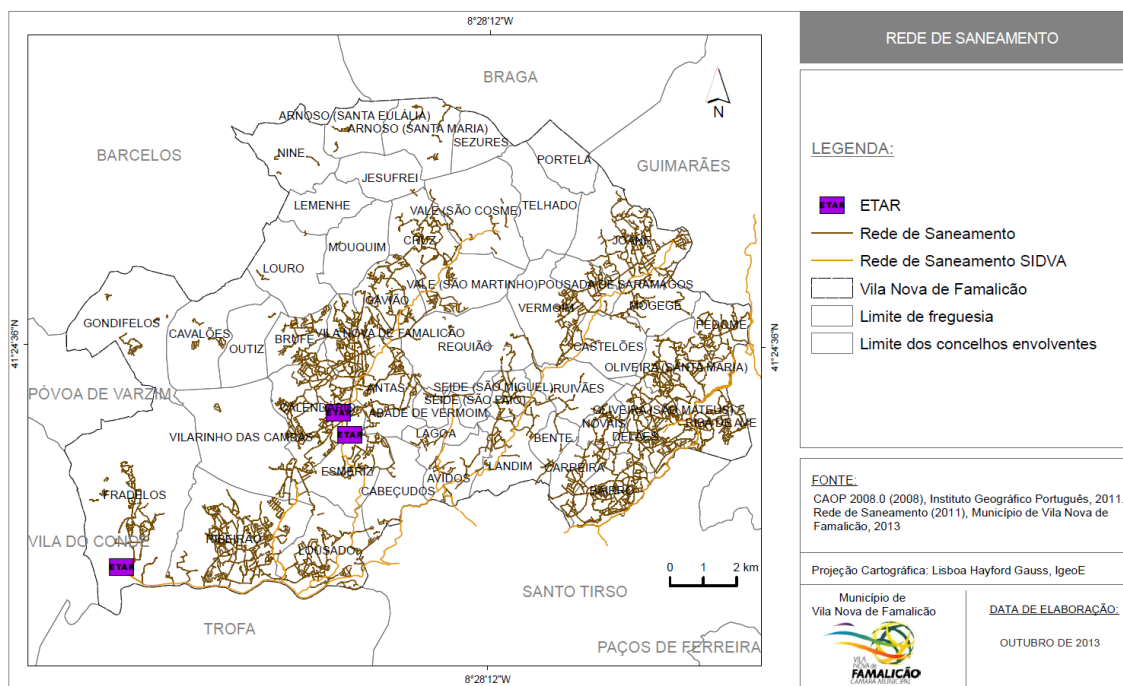 8°28'12"W
BRAGA
N
ARNOSO (SANTA EULÁLIA)
ARNOSO (SANTA MARIA)
SEZURES
BARCELOS
NINE
PORTELA
GUIMARÃES
JESUFREI
LEMENHE
VALE (SÃO COSME)
TELHADO
CRUZ
JOANE
MOUQUIM
LOURO
VALE (SÃO MARTINHO)
POUSADA DE SARAMAGOS
GAVIÃO
VERMOIM
MOGEGE
GONDIFELOS
CAVALÕES
BRUFE
VILA NOVA DE FAMALICÃO
PEDOME
OUTIZ
REQUIÃO
CASTELÕES
41°24'36"N
41°24'36"N
OLIVEIRA (SANTA MARIA)
PÓVOA DE VARZIM
ANTAS
SEIDE (SÃO MIGUEL)
RUIVÃES
SEIDE (SÃO PAIO)
CALENDÁRIO
ETAR
ABADE DE VERMOIM
OLIVEIRA (SÃO MATEUS)
NOVAIS
RIBA DE AVE
VILARINHO DAS CAMBAS
ETAR
LAGOA
BENTE
DELÃES
ESMERIZ
AVIDOS
LANDIM
CARREIRA
CABEÇUDOS
BAIRRO
FRADELOS
VILA DO CONDE
RIBEIRÃO
LOUSADO
ETAR
0 1 2 km
SANTO TIRSO
TROFA
PAÇOS DE FERREIRA
8°28'12"W
REDE DE SANEAMENTO
LEGENDA:
ETAR ETAR
Rede de Saneamento
Rede de Saneamento SIDVA
Vila Nova de Famalicão
Limite de freguesia
Limite dos concelhos envolventes
FONTE:
CAOP 2008.0 (2008), Instituto Geográfico Português, 2011.
Rede de Saneamento (2011), Município de Vila Nova de
Famalicão, 2013
Projeção Cartográfica: Lisboa Hayford Gauss, IgeoE
Município de
Vila Nova de Famalicão
VILA
NOVA de
FAMALICÃO
CÂMARA MUNICIPAL
DATA DE ELABORAÇÃO:
OUTUBRO DE 2013